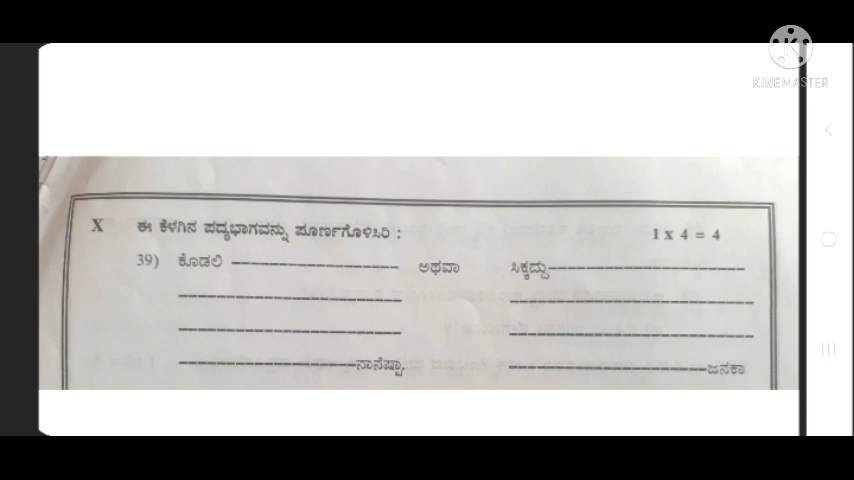 KINEMASTER
X ಈ ಕೆಳಗಿನ ಪದ್ಯಭಾಗವನ್ನು ಪೂರ್ಣಗೊಳಿಸಿರಿ : 1 x 4 = 4
39) ಕೊಡಲಿ ---------------- ಅಥವಾ ಸಿಕ್ಕದ್ದು----------------
---------------- ----------------
---------------- ----------------
----------------ನಾನೆಷ್ಟಾ. ----------------ಜನಕಾ